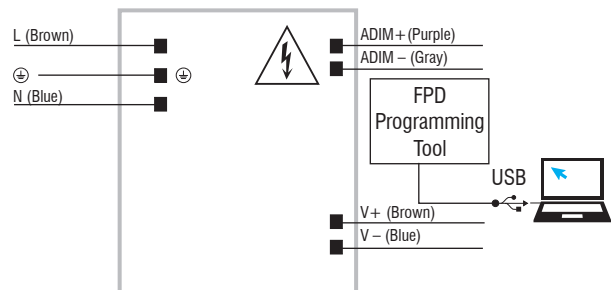 L (Brown)
N (Blue)
ADIM+ (Purple)
ADIM – (Gray)
FPD
Programming
Tool
USB
V+ (Brown)
V – (Blue)